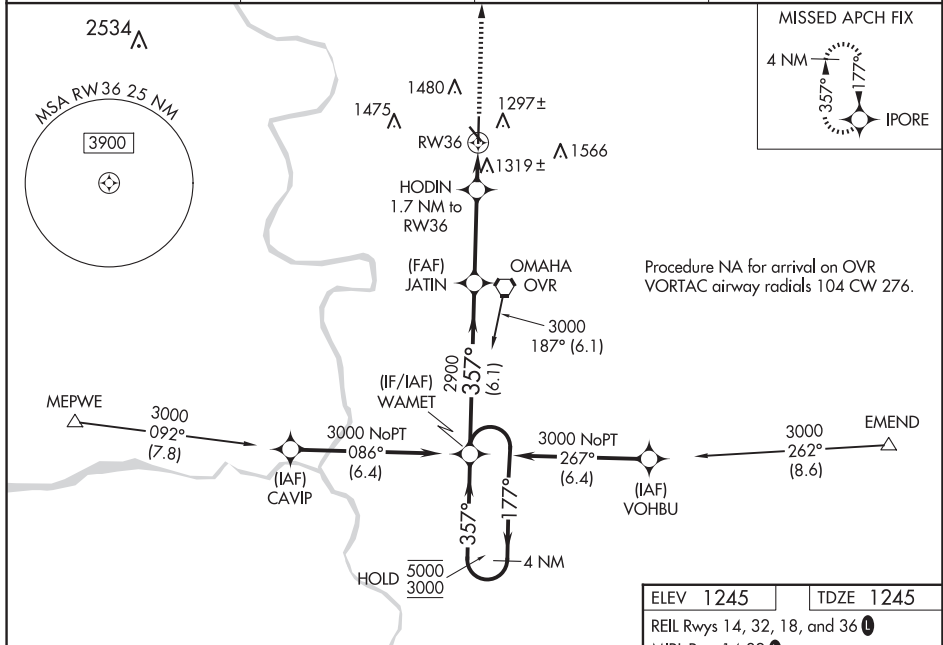 2534
MSA RW36 25 NM
3900
1480
1475
1297±
RW36
1566
1319±
HODIN
1.7 NM to
RW36
(FAF)
JATIN
OMAHA
OVR
3000
187° (6.1)
2900
357°
(6.1)
(IF/IAF)
WAMET
MEPWE
3000
092°
(7.8)
(IAF)
CAVIP
3000 NoPT
086°
(6.4)
3000 NoPT
267°
(6.4)
(IAF)
VOHBU
3000
262°
(8.6)
EMEND
357°
177°
4 NM
HOLD
5000
3000
MISSED APCH FIX
4 NM
357°
177°
IPORE
Procedure NA for arrival on OVR
VORTAC airway radials 104 CW 276.
ELEV 1245
TDZE 1245
REIL Rwys 14, 32, 18, and 36 L